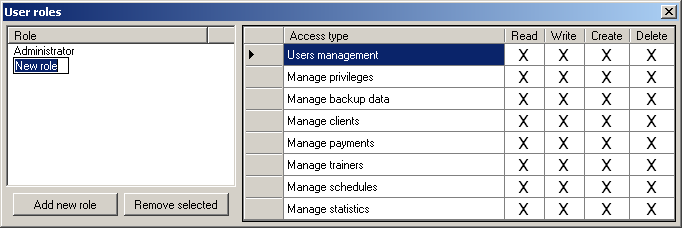 User roles
Role
Administrator
New role
Add new role
Remove selected
Access type Read Write Create Delete
Users management X X X X
Manage privileges X X X X
Manage backup data X X X X
Manage clients X X X X
Manage payments X X X X
Manage trainers X X X X
Manage schedules X X X X
Manage statistics X X X X